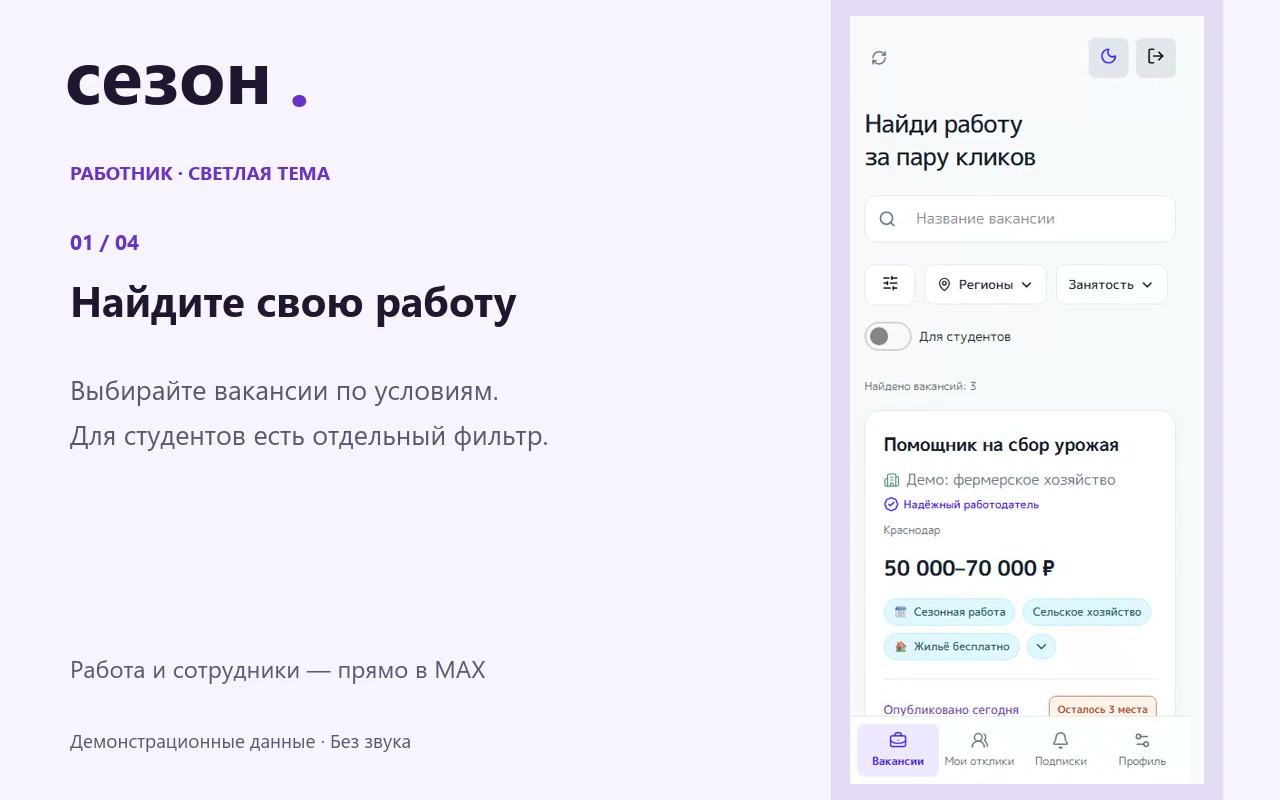 сезон .
РАБОТНИК · СВЕТЛАЯ ТЕМА
01 / 04
Найдите свою работу
Выбирайте вакансии по условиям.
Для студентов есть отдельный фильтр.
Работа и сотрудники — прямо в MAX
Демонстрационные данные · Без звука
Найди работу
за пару кликов
Название вакансии
Регионы
Занятость
Для студентов
Найдено вакансий: 3
Помощник на сбор урожая
Демо: фермерское хозяйство
Надёжный работодатель
Краснодар
50 000–70 000 ₽
Сезонная работа
Сельское хозяйство
Жильё бесплатно
Опубликовано сегодня
Осталось 3 места
Вакансии
Мои отклики
Подписки
Профиль